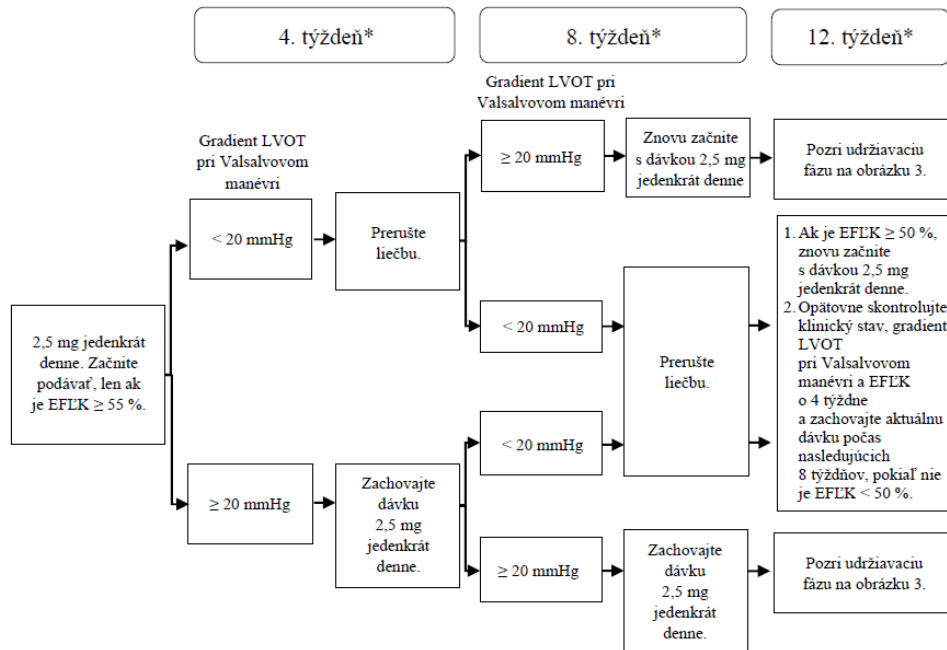 4. týždeň*
8. týždeň*
12. týždeň*
Gradient LVOT
pri Valsalvovom
manévri
Gradient LVOT pri
Valsalvovom manévri
2,5 mg jedenkrát
denne. Začnite
podávať, len ak
je EFĽK ≥ 55 %.
< 20 mmHg
Prerušte
liečbu.
≥ 20 mmHg
Zachovajte
dávku
2,5 mg
jedenkrát
denne.
≥ 20 mmHg
Znovu začnite
s dávkou 2,5 mg
jedenkrát denne
Pozri udržiavaciu
fázu na obrázku 3.
< 20 mmHg
< 20 mmHg
Prerušte
liečbu.
1. Ak je EFĽK ≥ 50 %,
znovu začnite
s dávkou 2,5 mg
jedenkrát denne.
2. Opätovne skontrolujte
klinický stav, gradient
LVOT
pri Valsalvovom
manévri a EFĽK
o 4 týždne
a zachovajte aktuálnu
dávku počas
nasledujúcich
8 týždňov, pokiaľ nie
je EFĽK < 50 %.
≥ 20 mmHg
Zachovajte
dávku
2,5 mg
jedenkrát
denne.
Pozri udržiavaciu
fázu na obrázku 3.